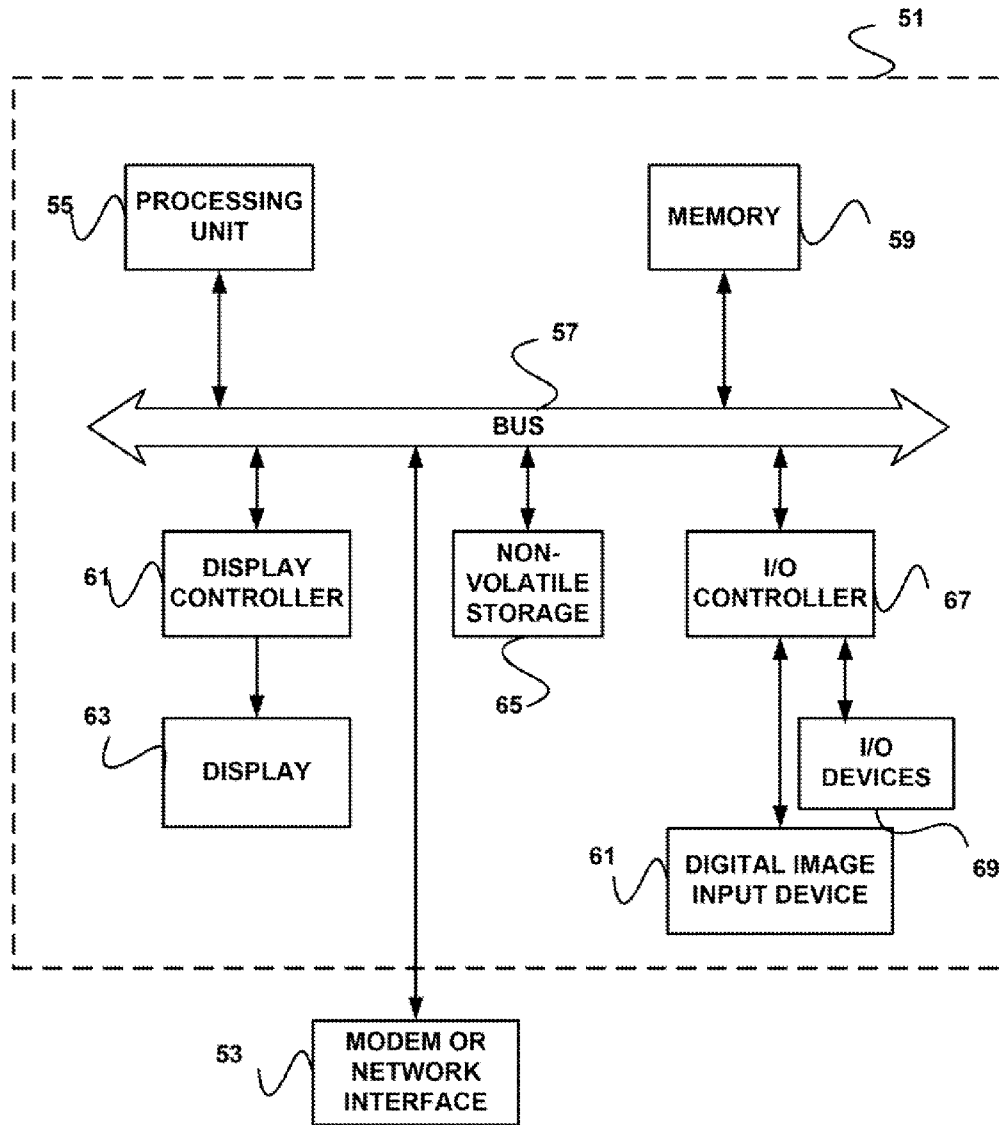 51
55
PROCESSING
UNIT
MEMORY
59
57
BUS
61
DISPLAY
CONTROLLER
NON-
VOLATILE
STORAGE
65
I/O
CONTROLLER
67
63
DISPLAY
I/O
DEVICES
69
61
DIGITAL IMAGE
INPUT DEVICE
53
MODEM OR
NETWORK
INTERFACE